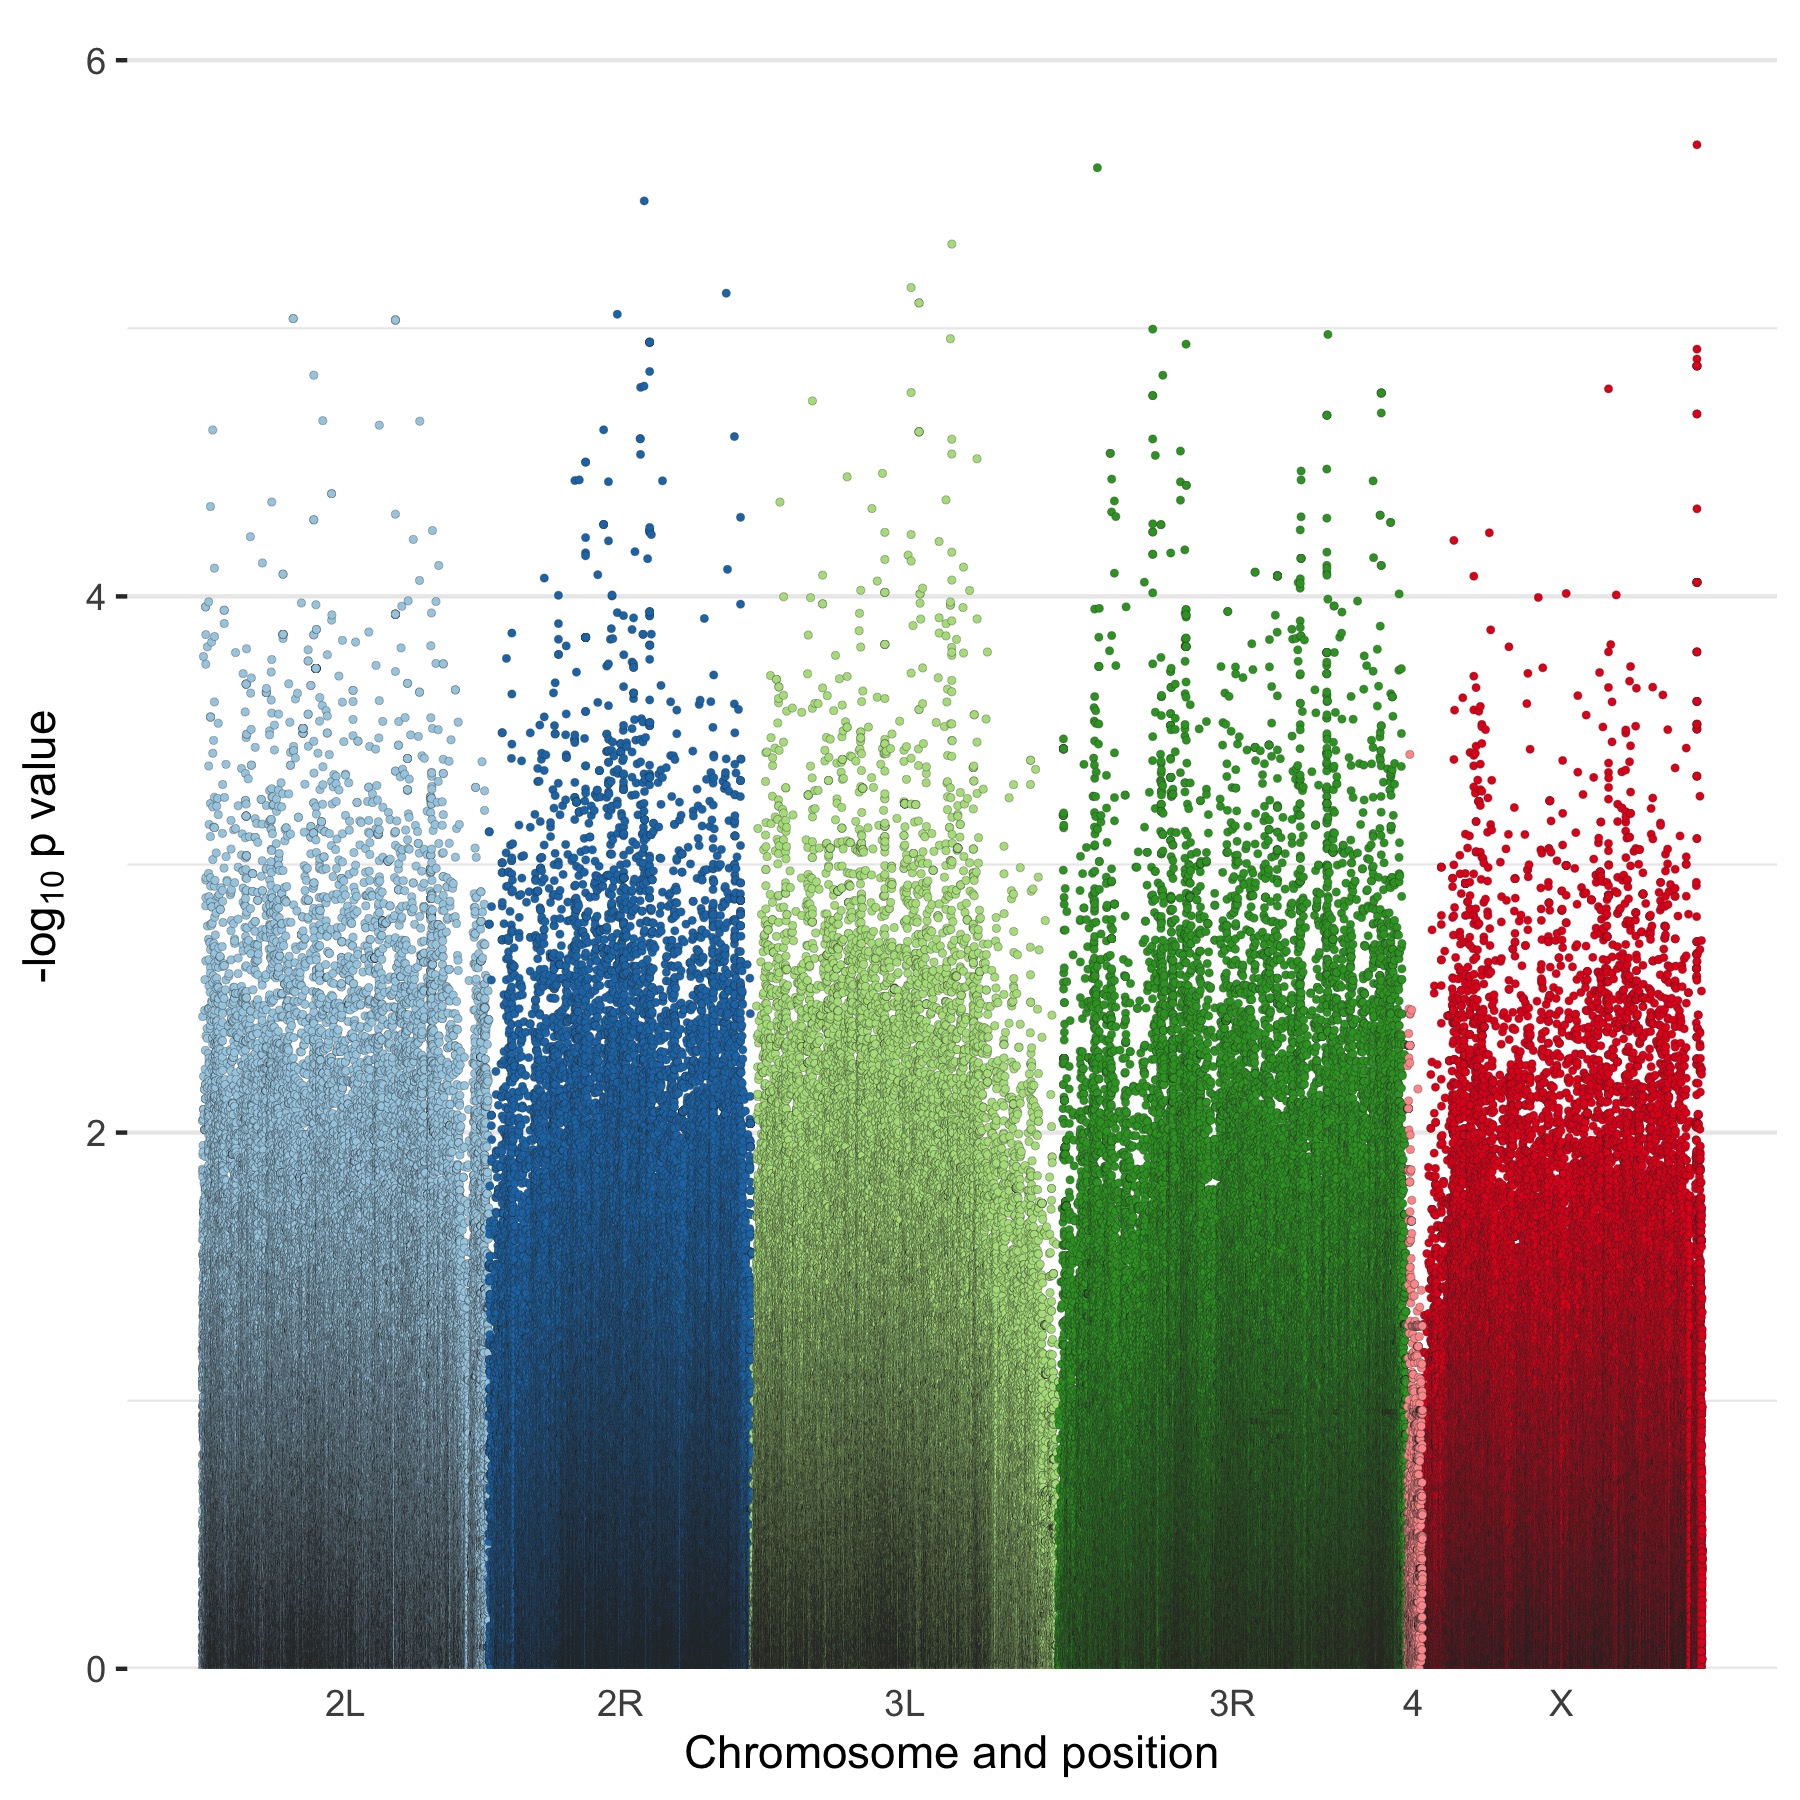 6
4
2
0
-log₁₀ p value
2L 2R 3L 3R 4 X
Chromosome and position